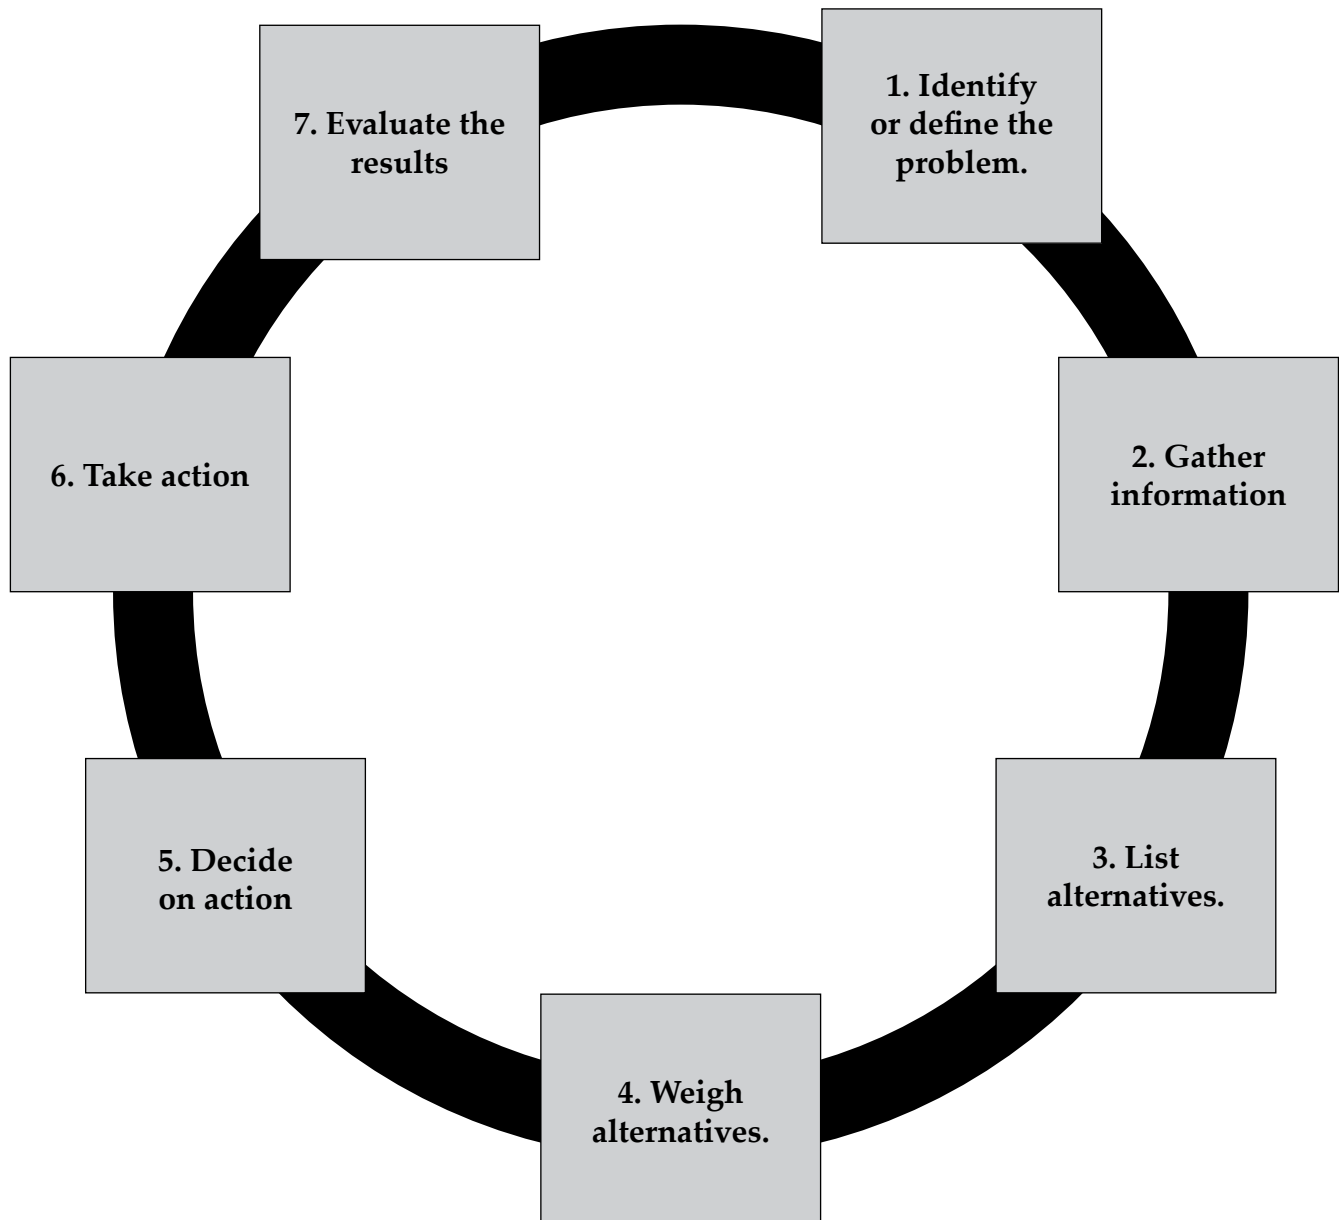 1. Identify
or define the
problem.
2. Gather
information
3. List
alternatives.
4. Weigh
alternatives.
5. Decide
on action
6. Take action
7. Evaluate the
results